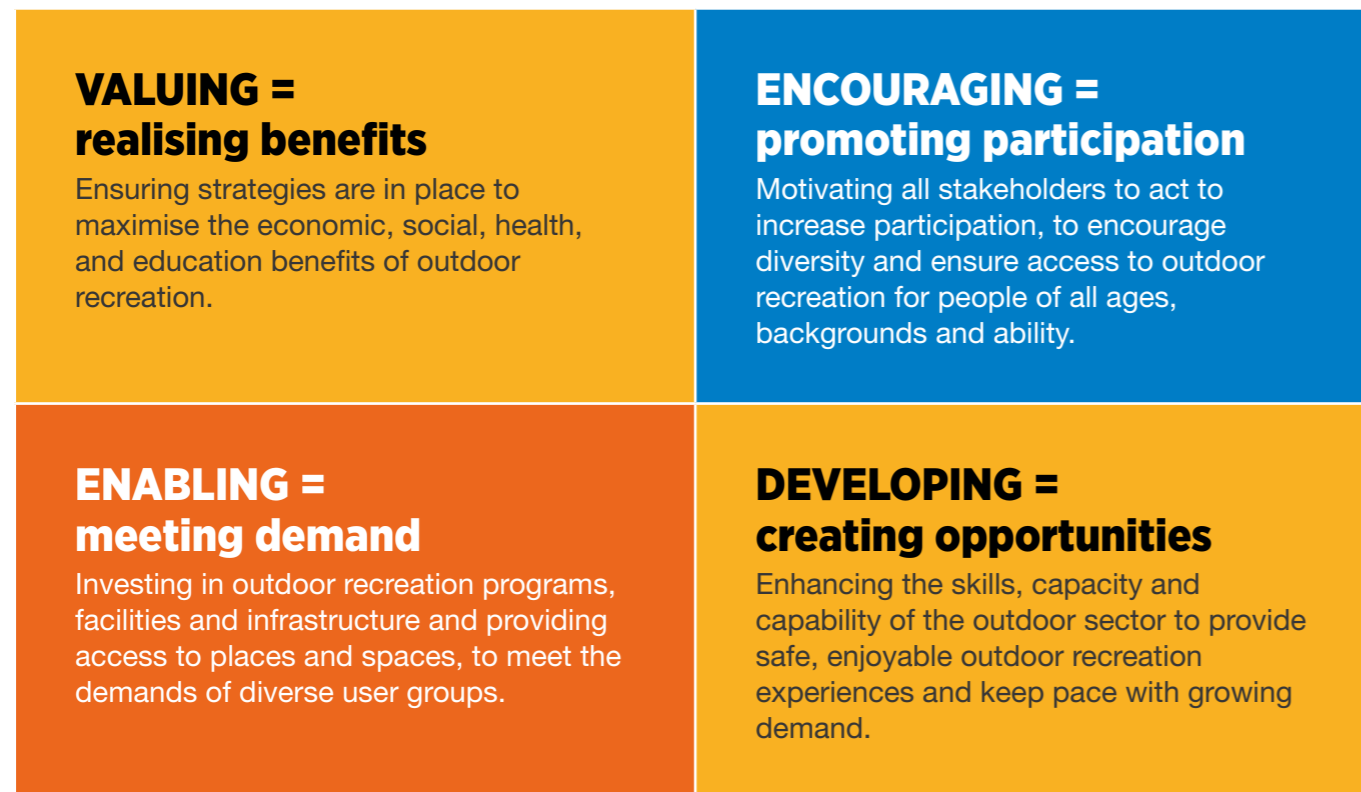 VALUING =
realising benefits
Ensuring strategies are in place to
maximise the economic, social, health,
and education benefits of outdoor
recreation.
ENCOURAGING =
promoting participation
Motivating all stakeholders to act to
increase participation, to encourage
diversity and ensure access to outdoor
recreation for people of all ages,
backgrounds and ability.
ENABLING =
meeting demand
Investing in outdoor recreation programs,
facilities and infrastructure and providing
access to places and spaces, to meet the
demands of diverse user groups.
DEVELOPING =
creating opportunities
Enhancing the skills, capacity and
capability of the outdoor sector to provide
safe, enjoyable outdoor recreation
experiences and keep pace with growing
demand.